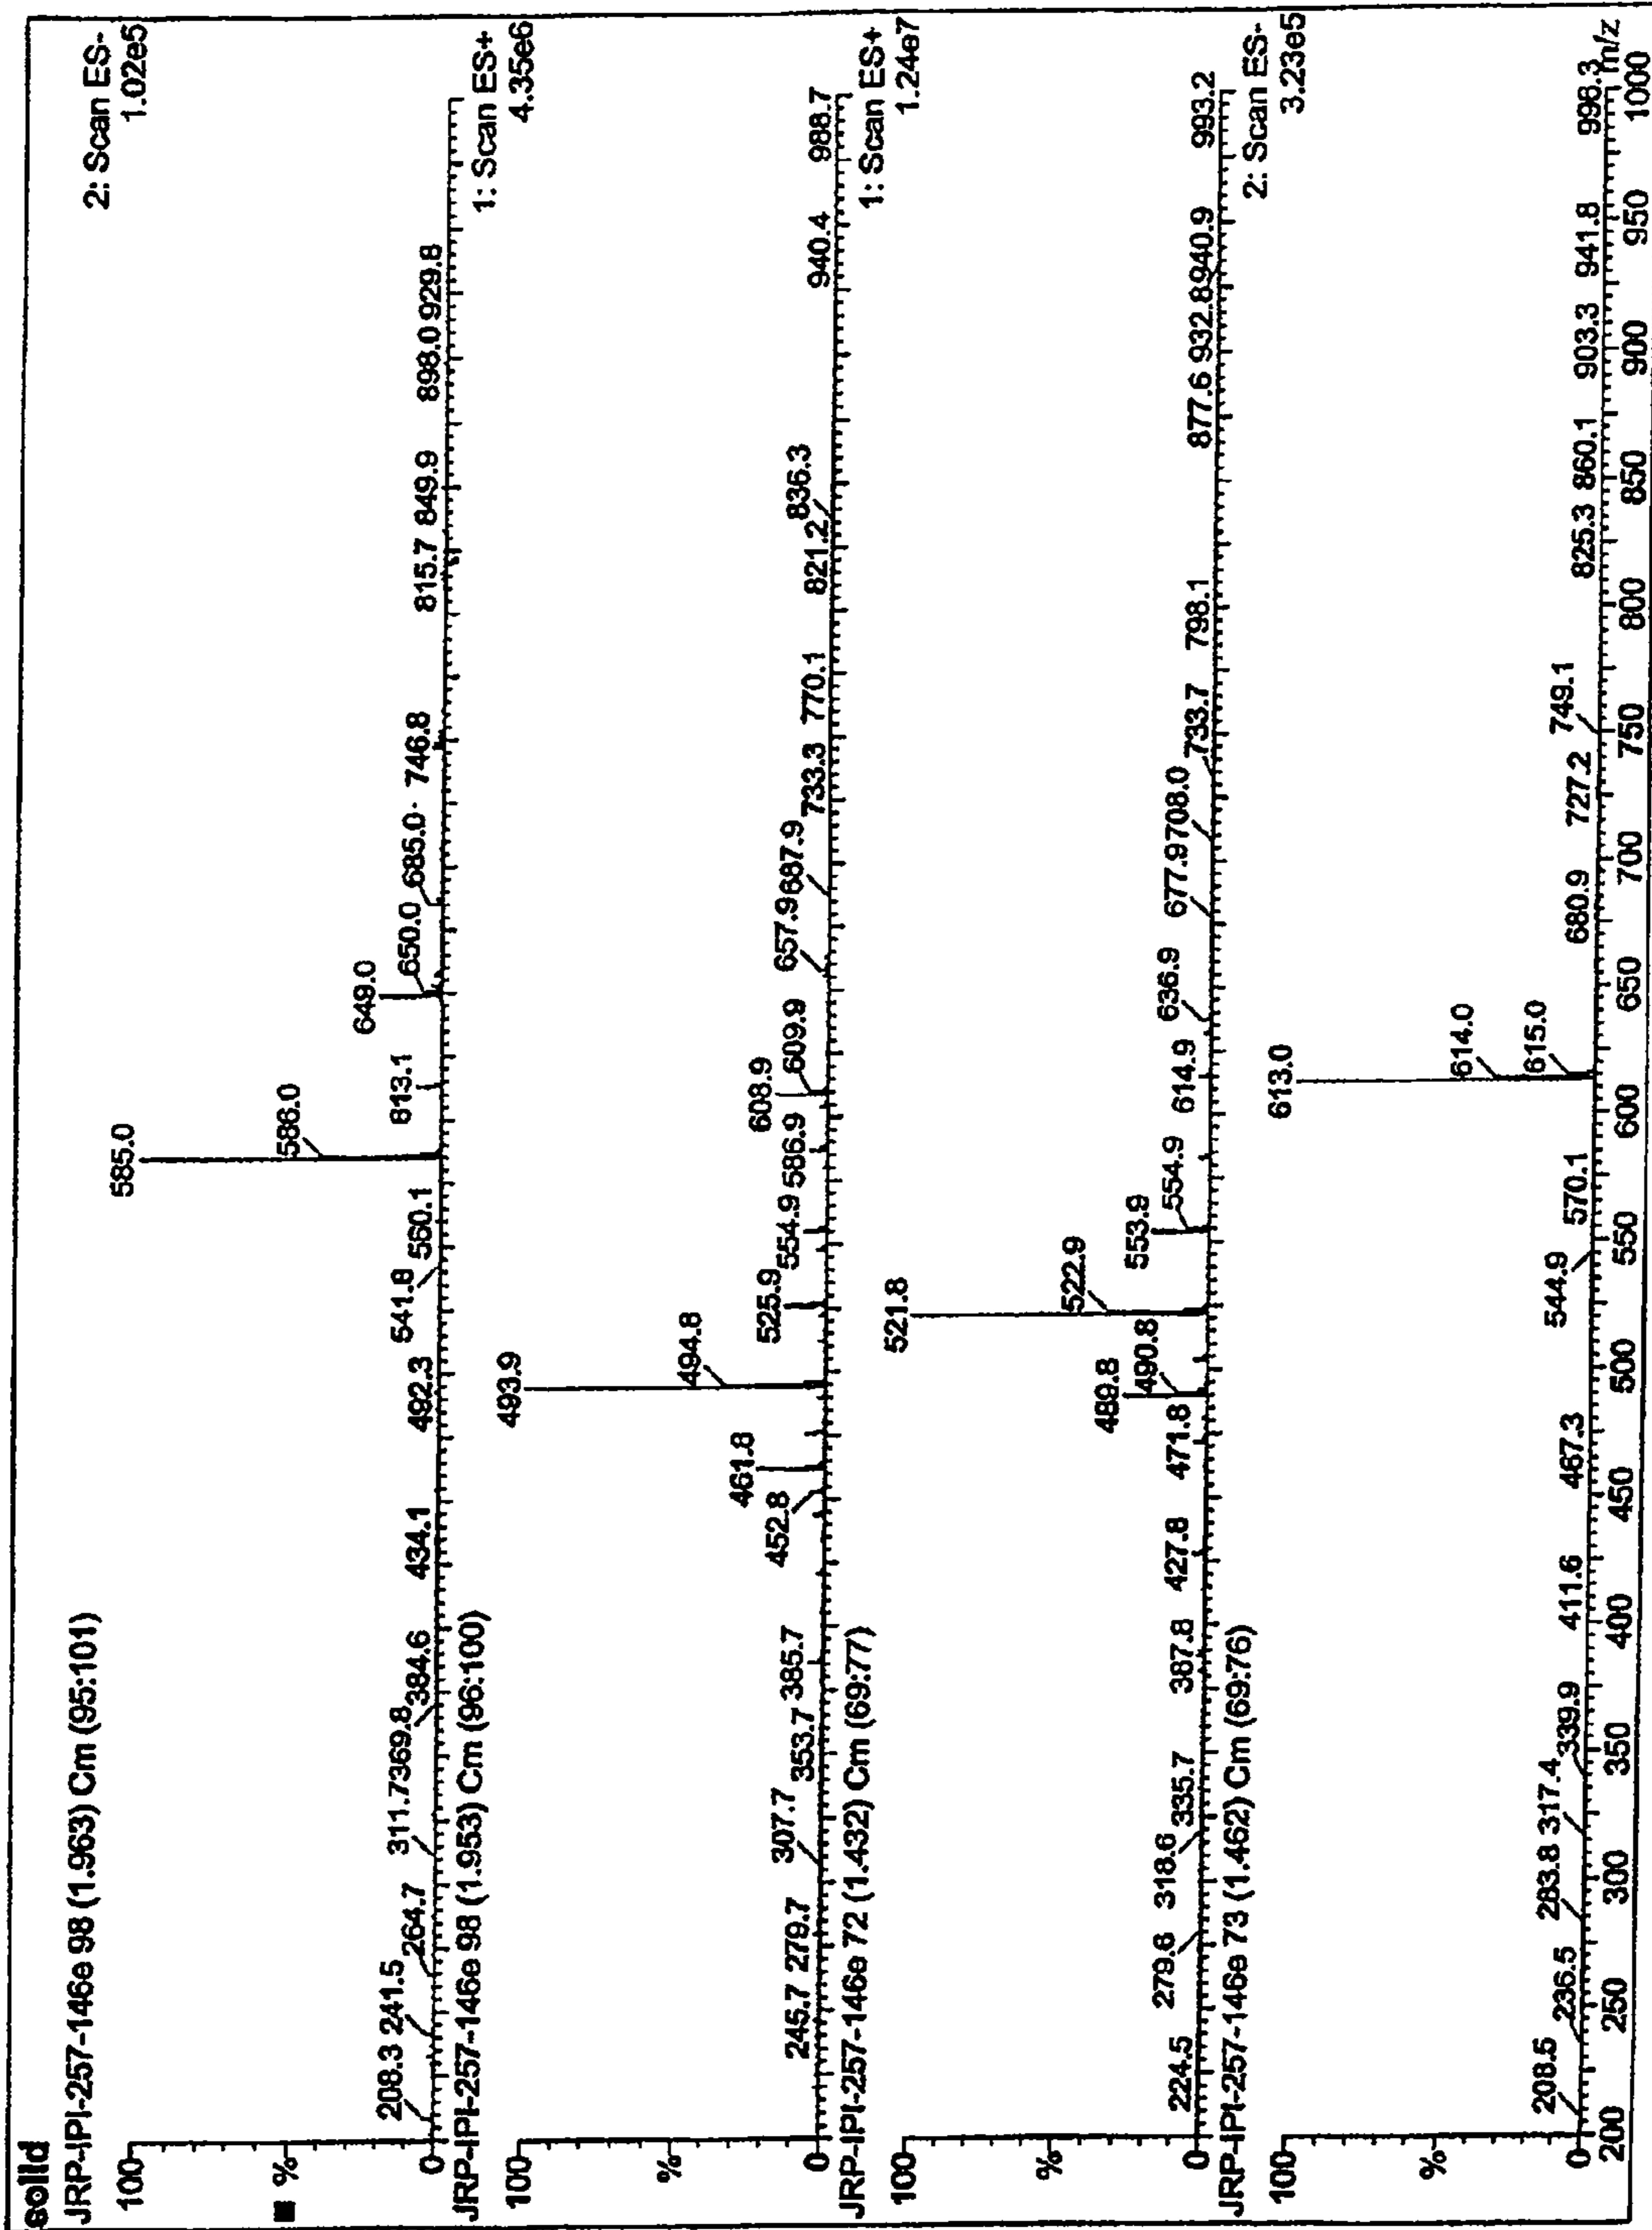 solid
JRP-IPI-257-146e 98 (1.963) Cm (95:101)
2: Scan ES-
1.02e5
100
%
0
208.3 241.5 264.7 311.7369.8 384.6 434.1 492.3 541.8 560.1 585.0 586.0 613.1 649.0 650.0 685.0 746.8 815.7 849.9 898.0 929.8
JRP-IPI-257-146e 98 (1.953) Cm (96:100)
1: Scan ES+
4.35e6
100
%
0
245.7 279.7 307.7 353.7 385.7 452.8 461.8 493.9 494.8 525.9 554.9 586.9 608.9 609.9 657.9687.9 733.3 770.1 821.2 836.3 940.4 988.7
JRP-IPI-257-146e 72 (1.432) Cm (69:77)
1: Scan ES+
1.24e7
100
%
0
224.5 279.6 318.6 335.7 387.8 427.8 471.8 489.8 490.8 521.8 522.9 553.9 554.9 614.9 636.9 677.9708.0 733.7 798.1 877.6 932.8940.9 993.2
JRP-IPI-257-146e 73 (1.462) Cm (69:76)
2: Scan ES-
3.23e5
100
%
0
208.5 236.5 283.8 317.4 339.9 411.6 467.3 544.9 570.1 613.0 614.0 615.0 680.9 727.2 749.1 825.3 860.1 903.3 941.8 998.3
200 250 300 350 400 450 500 550 600 650 700 750 800 850 900 950 1000
m/z